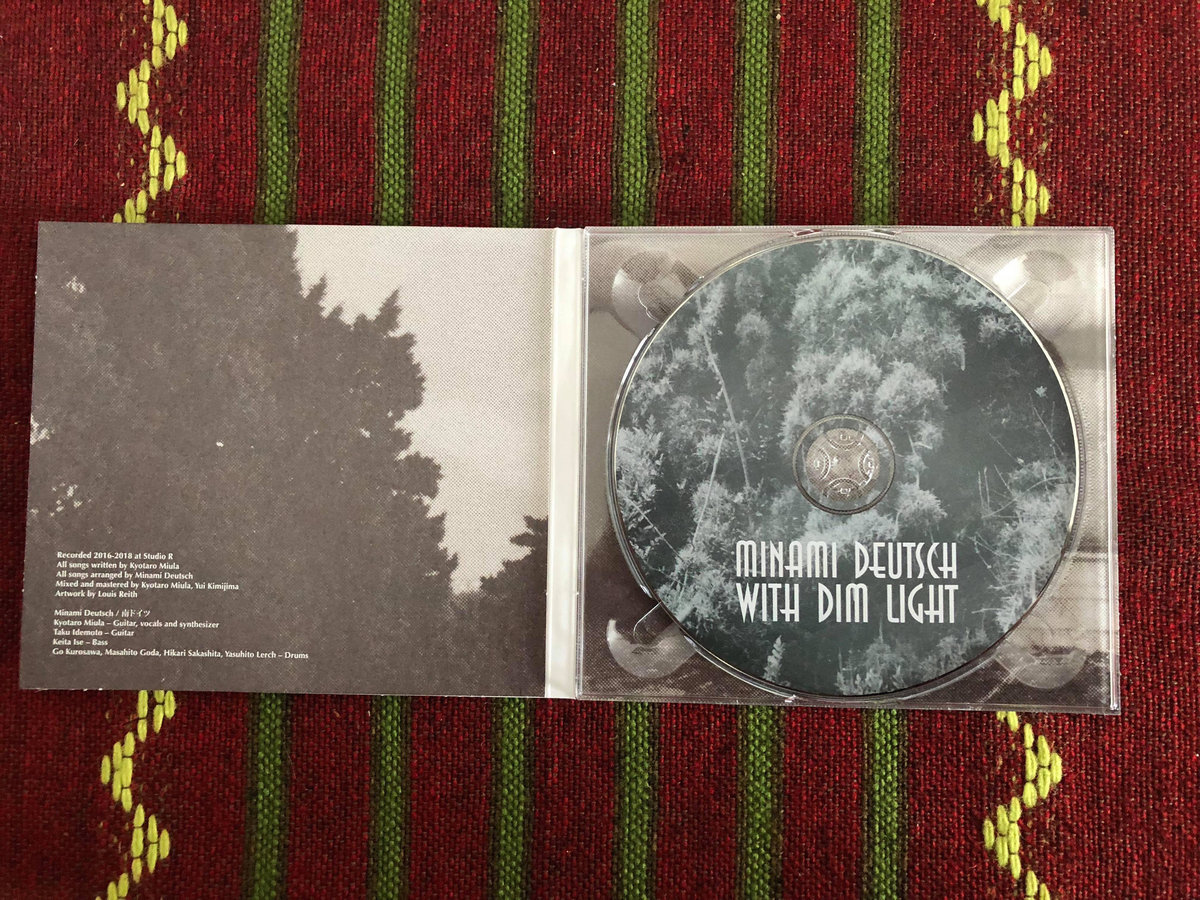 Recorded 2016-2018 at Studio R
All songs written by Kyotaro Miula
All songs arranged by Minami Deutsch
Mixed and mastered by Kyotaro Miula, Yui Kimijima
Artwork by Louis Reith
Minami Deutsch / 南ドイツ
Kyotaro Miula – Guitar, vocals and synthesizer
Taku Idemoto – Guitar
Keita Ise – Bass
Go Kurosawa, Masahito Goda, Hikari Sakashita, Yasuhito Lerch – Drums
MINAMI DEUTSCH
WITH DIM LIGHT